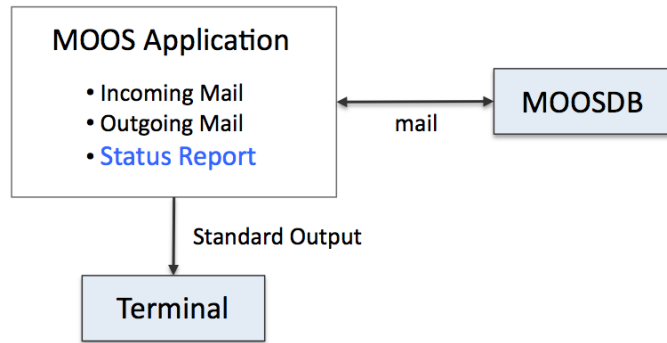 MOOS Application
• Incoming Mail
• Outgoing Mail
• Status Report
mail
MOOSDB
Standard Output
Terminal